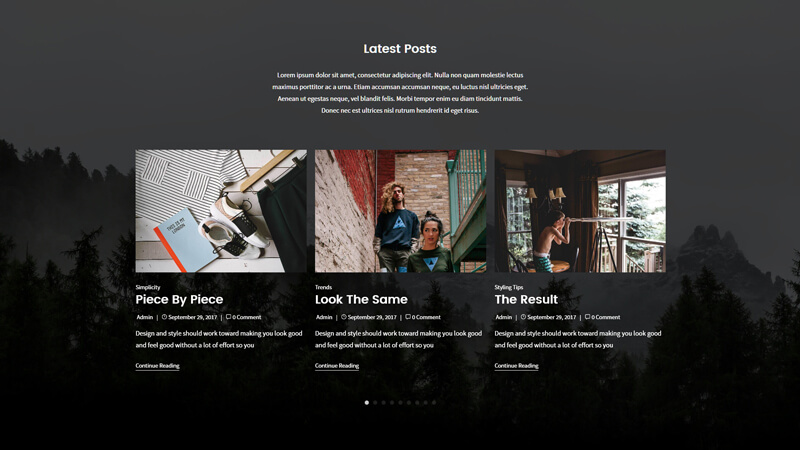 Latest Posts
Lorem ipsum dolor sit amet, consectetur adipiscing elit. Nulla non quam molestie lectus
maximus porttitor ac a urna. Etiam accumsan accumsan neque, eu luctus nisl ultricies eget.
Aenean ut egestas neque, vel blandit felis. Morbi tempor enim eu diam tincidunt mattis.
Donec nec est ultrices nisl rutrum hendrerit id eget risus.
THIS IS MY
LONDON
Simplicity
Piece By Piece
Admin | September 29, 2017 | 0 Comment
Design and style should work toward making you look good
and feel good without a lot of effort so you
Continue Reading
Trends
Look The Same
Admin | September 29, 2017 | 0 Comment
Design and style should work toward making you look good
and feel good without a lot of effort so you
Continue Reading
Styling Tips
The Result
Admin | September 29, 2017 | 0 Comment
Design and style should work toward making you look good
and feel good without a lot of effort so you
Continue Reading